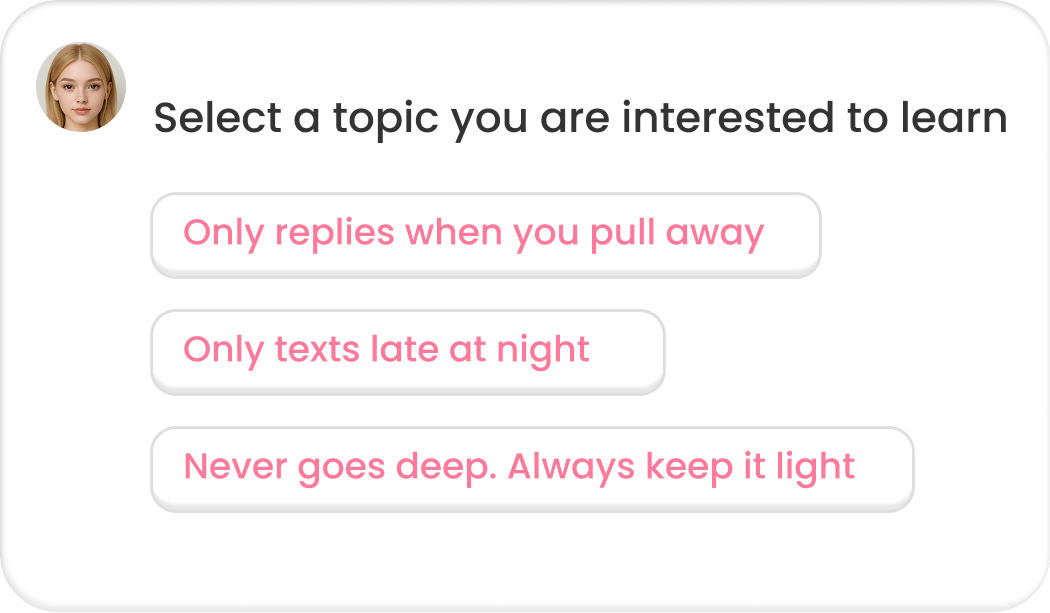 Select a topic you are interested to learn
Only replies when you pull away
Only texts late at night
Never goes deep. Always keep it light